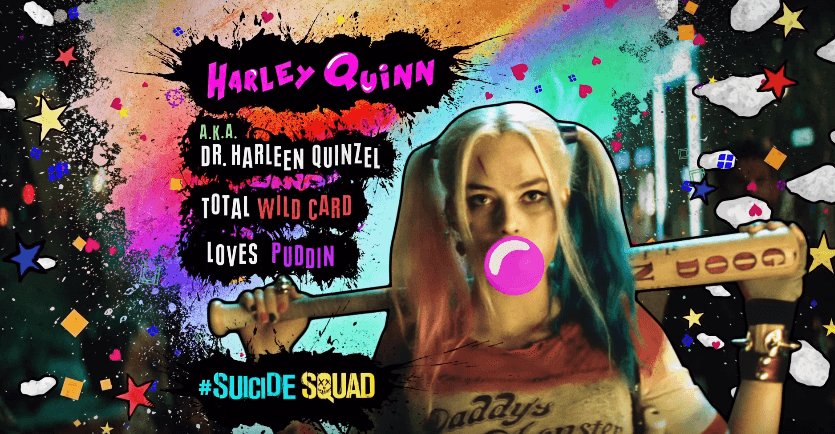 HARLEY QUINN
A.K.A.
DR. HARLEEN QUINZEL
TOTAL WILD CARD
LOVES PUDDIN
GOOD N
Daddy's
Monster
#SUICIDE SQUAD